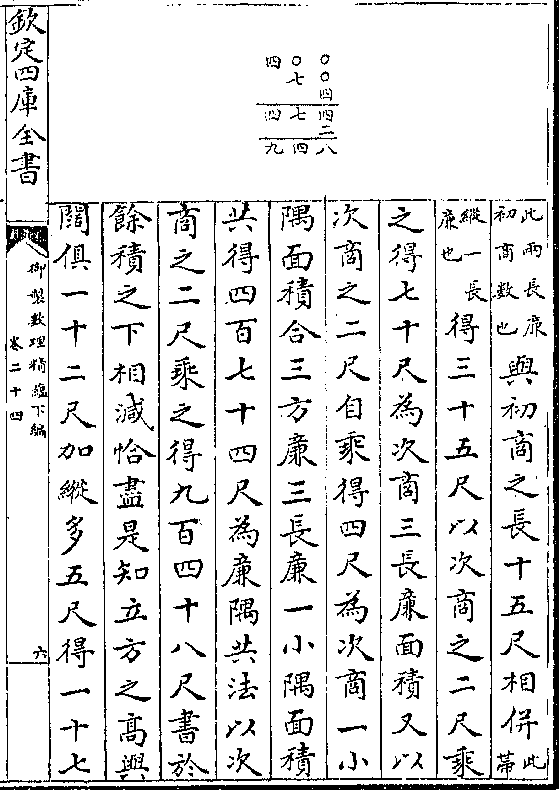 四〇〇
七〇
四
四七四
二
九四八
此兩長廉
初商數也
與初商之長十五尺相併
此
帶
縱一長
廉也
得三十五尺以次商之二尺乘
之得七十尺為次商三長廉面積又以
次商之二尺自乘得四尺為次商一小
隅面積合三方廉三長廉一小隅面積
共得四百七十四尺為廉隅共法以次
商之二尺乘之得九百四十八尺書於
餘積之下相減恰盡是知立方之高與
闊俱一十二尺加縱多五尺得一十七
欽定四庫全書
御製數理精蘊下編
卷二十四
六